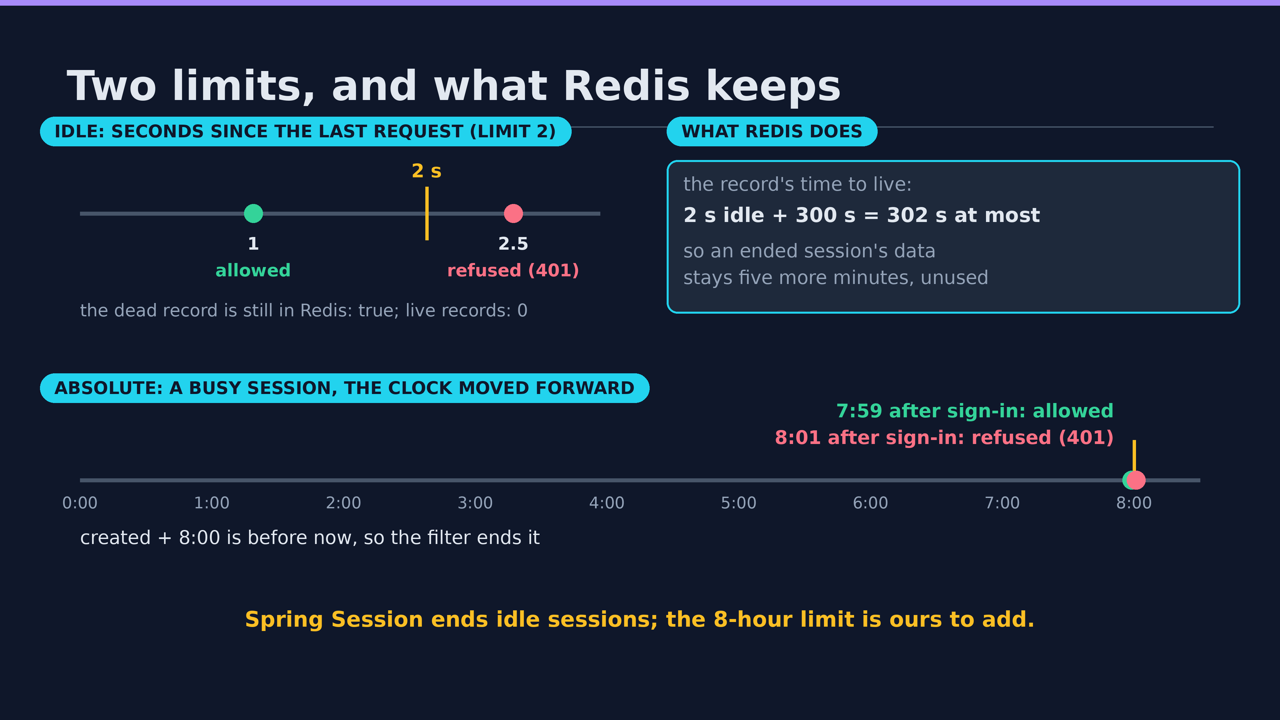 Two limits, and what Redis keeps
IDLE: SECONDS SINCE THE LAST REQUEST (LIMIT 2)
2 s
1
2.5
allowed
refused (401)
the dead record is still in Redis: true; live records: 0
WHAT REDIS DOES
the record's time to live:
2 s idle + 300 s = 302 s at most
so an ended session's data
stays five more minutes, unused
ABSOLUTE: A BUSY SESSION, THE CLOCK MOVED FORWARD
7:59 after sign-in: allowed
8:01 after sign-in: refused (401)
0:00 1:00 2:00 3:00 4:00 5:00 6:00 7:00 8:00
created + 8:00 is before now, so the filter ends it
Spring Session ends idle sessions; the 8-hour limit is ours to add.